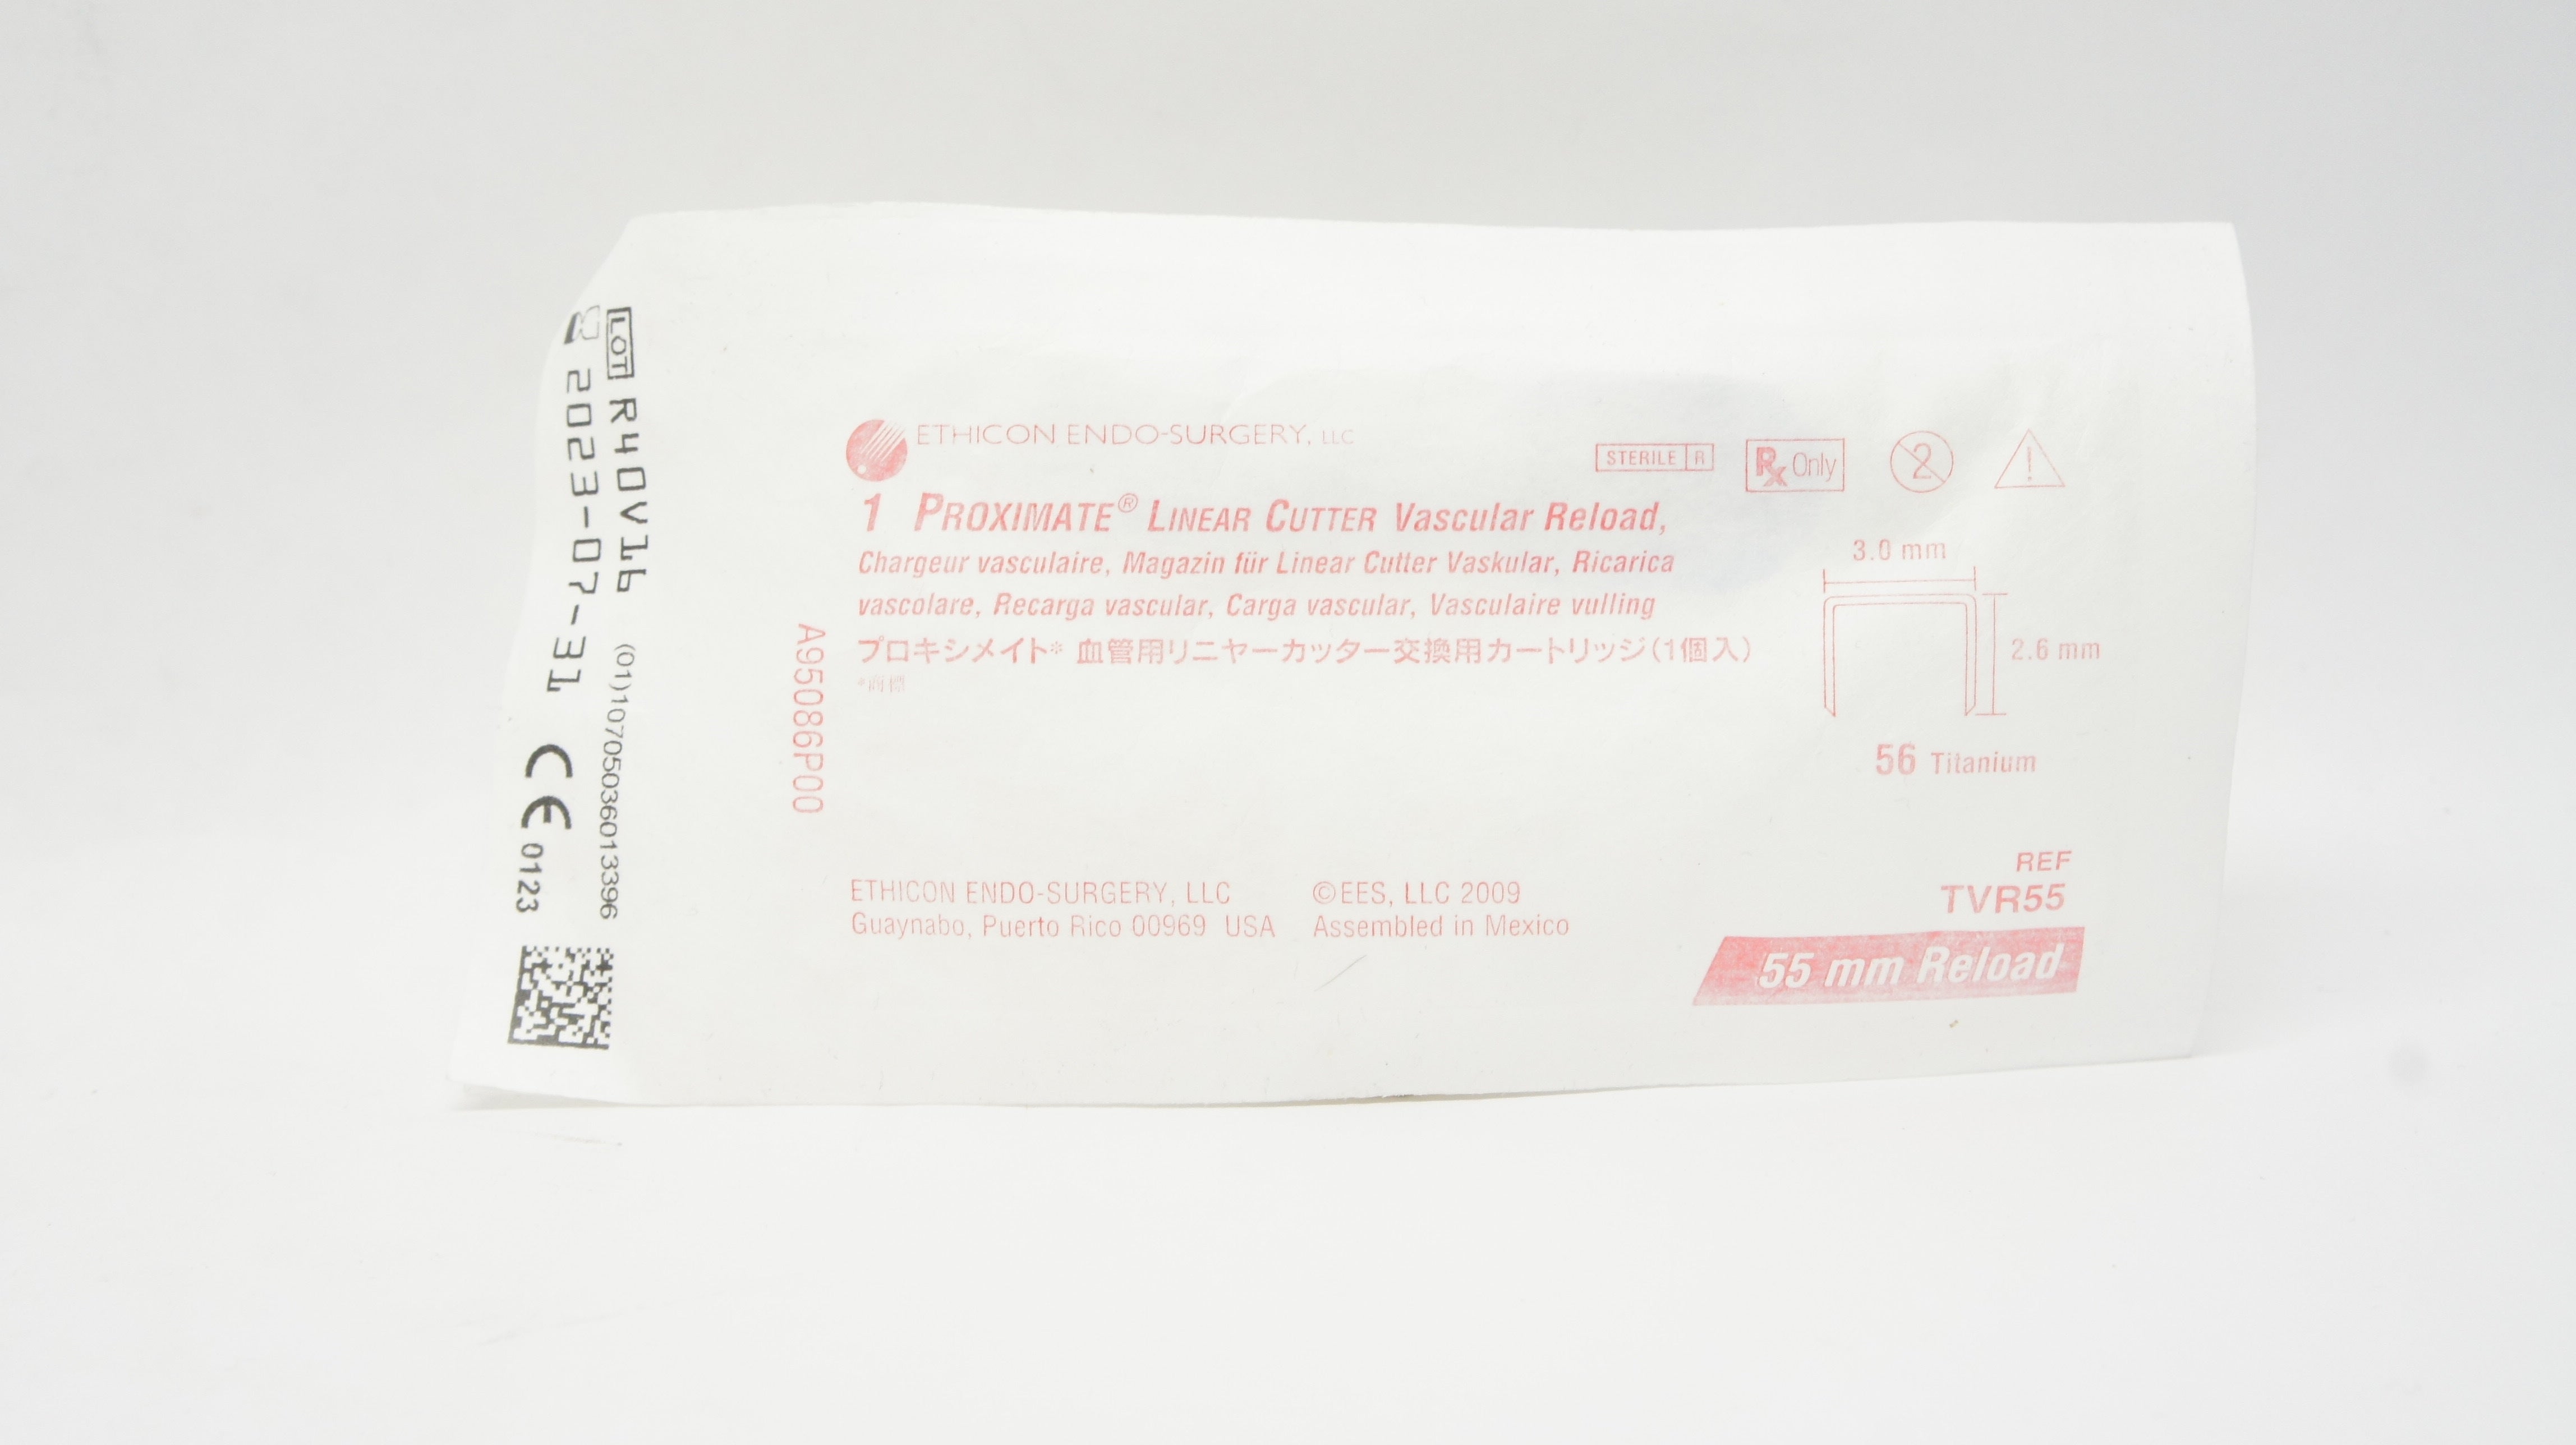 LOT R40V16 (01)10705036013396
2023-07-31 CE 0123
A95086P00
ETHICON ENDO-SURGERY, LLC
STERILE R
Rx Only
2
!
1 PROXIMATE® LINEAR CUTTER Vascular Reload,
Chargeur vasculaire, Magazin für Linear Cutter Vaskular, Ricarica
vascolare, Recarga vascular, Carga vascular, Vasculaire vulling
プロキシメイト* 血管用リニヤーカッター交換用カートリッジ(1個入)
*商標
3.0 mm
2.6 mm
56 Titanium
ETHICON ENDO-SURGERY, LLC
Guaynabo, Puerto Rico 00969 USA
©EES, LLC 2009
Assembled in Mexico
REF
TVR55
55 mm Reload